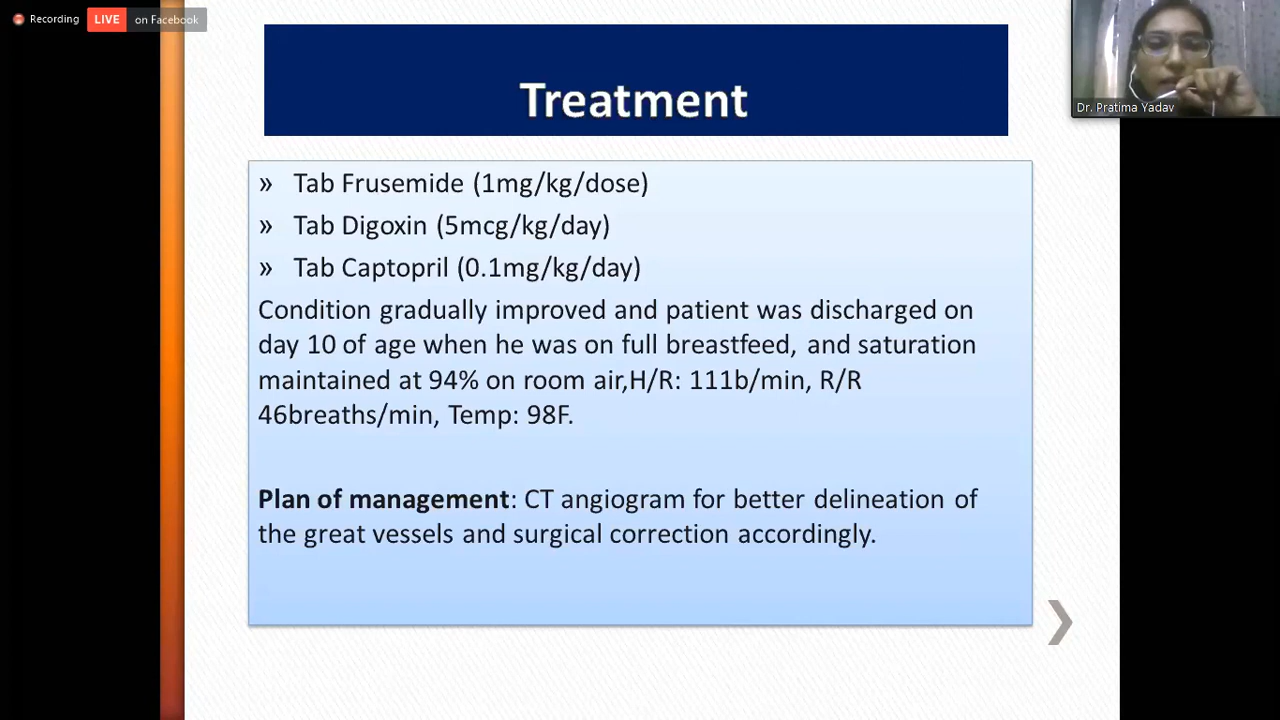 Recording LIVE on Facebook
Treatment
Dr. Pratima Yadav
» Tab Frusemide (1mg/kg/dose)
» Tab Digoxin (5mcg/kg/day)
» Tab Captopril (0.1mg/kg/day)
Condition gradually improved and patient was discharged on
day 10 of age when he was on full breastfeed, and saturation
maintained at 94% on room air,H/R: 111b/min, R/R
46breaths/min, Temp: 98F.
Plan of management: CT angiogram for better delineation of
the great vessels and surgical correction accordingly.